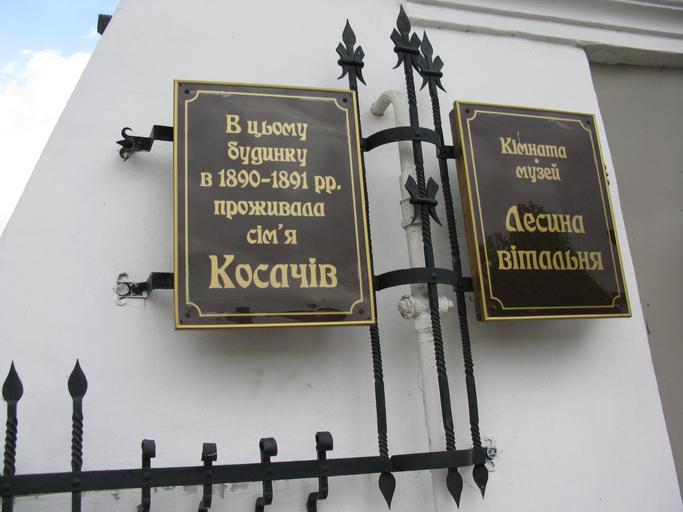 В цьому
будинку
в 1890-1891 рр.
проживала
сім'я
Косачів
Кімната
музей
Лесина
вітальня